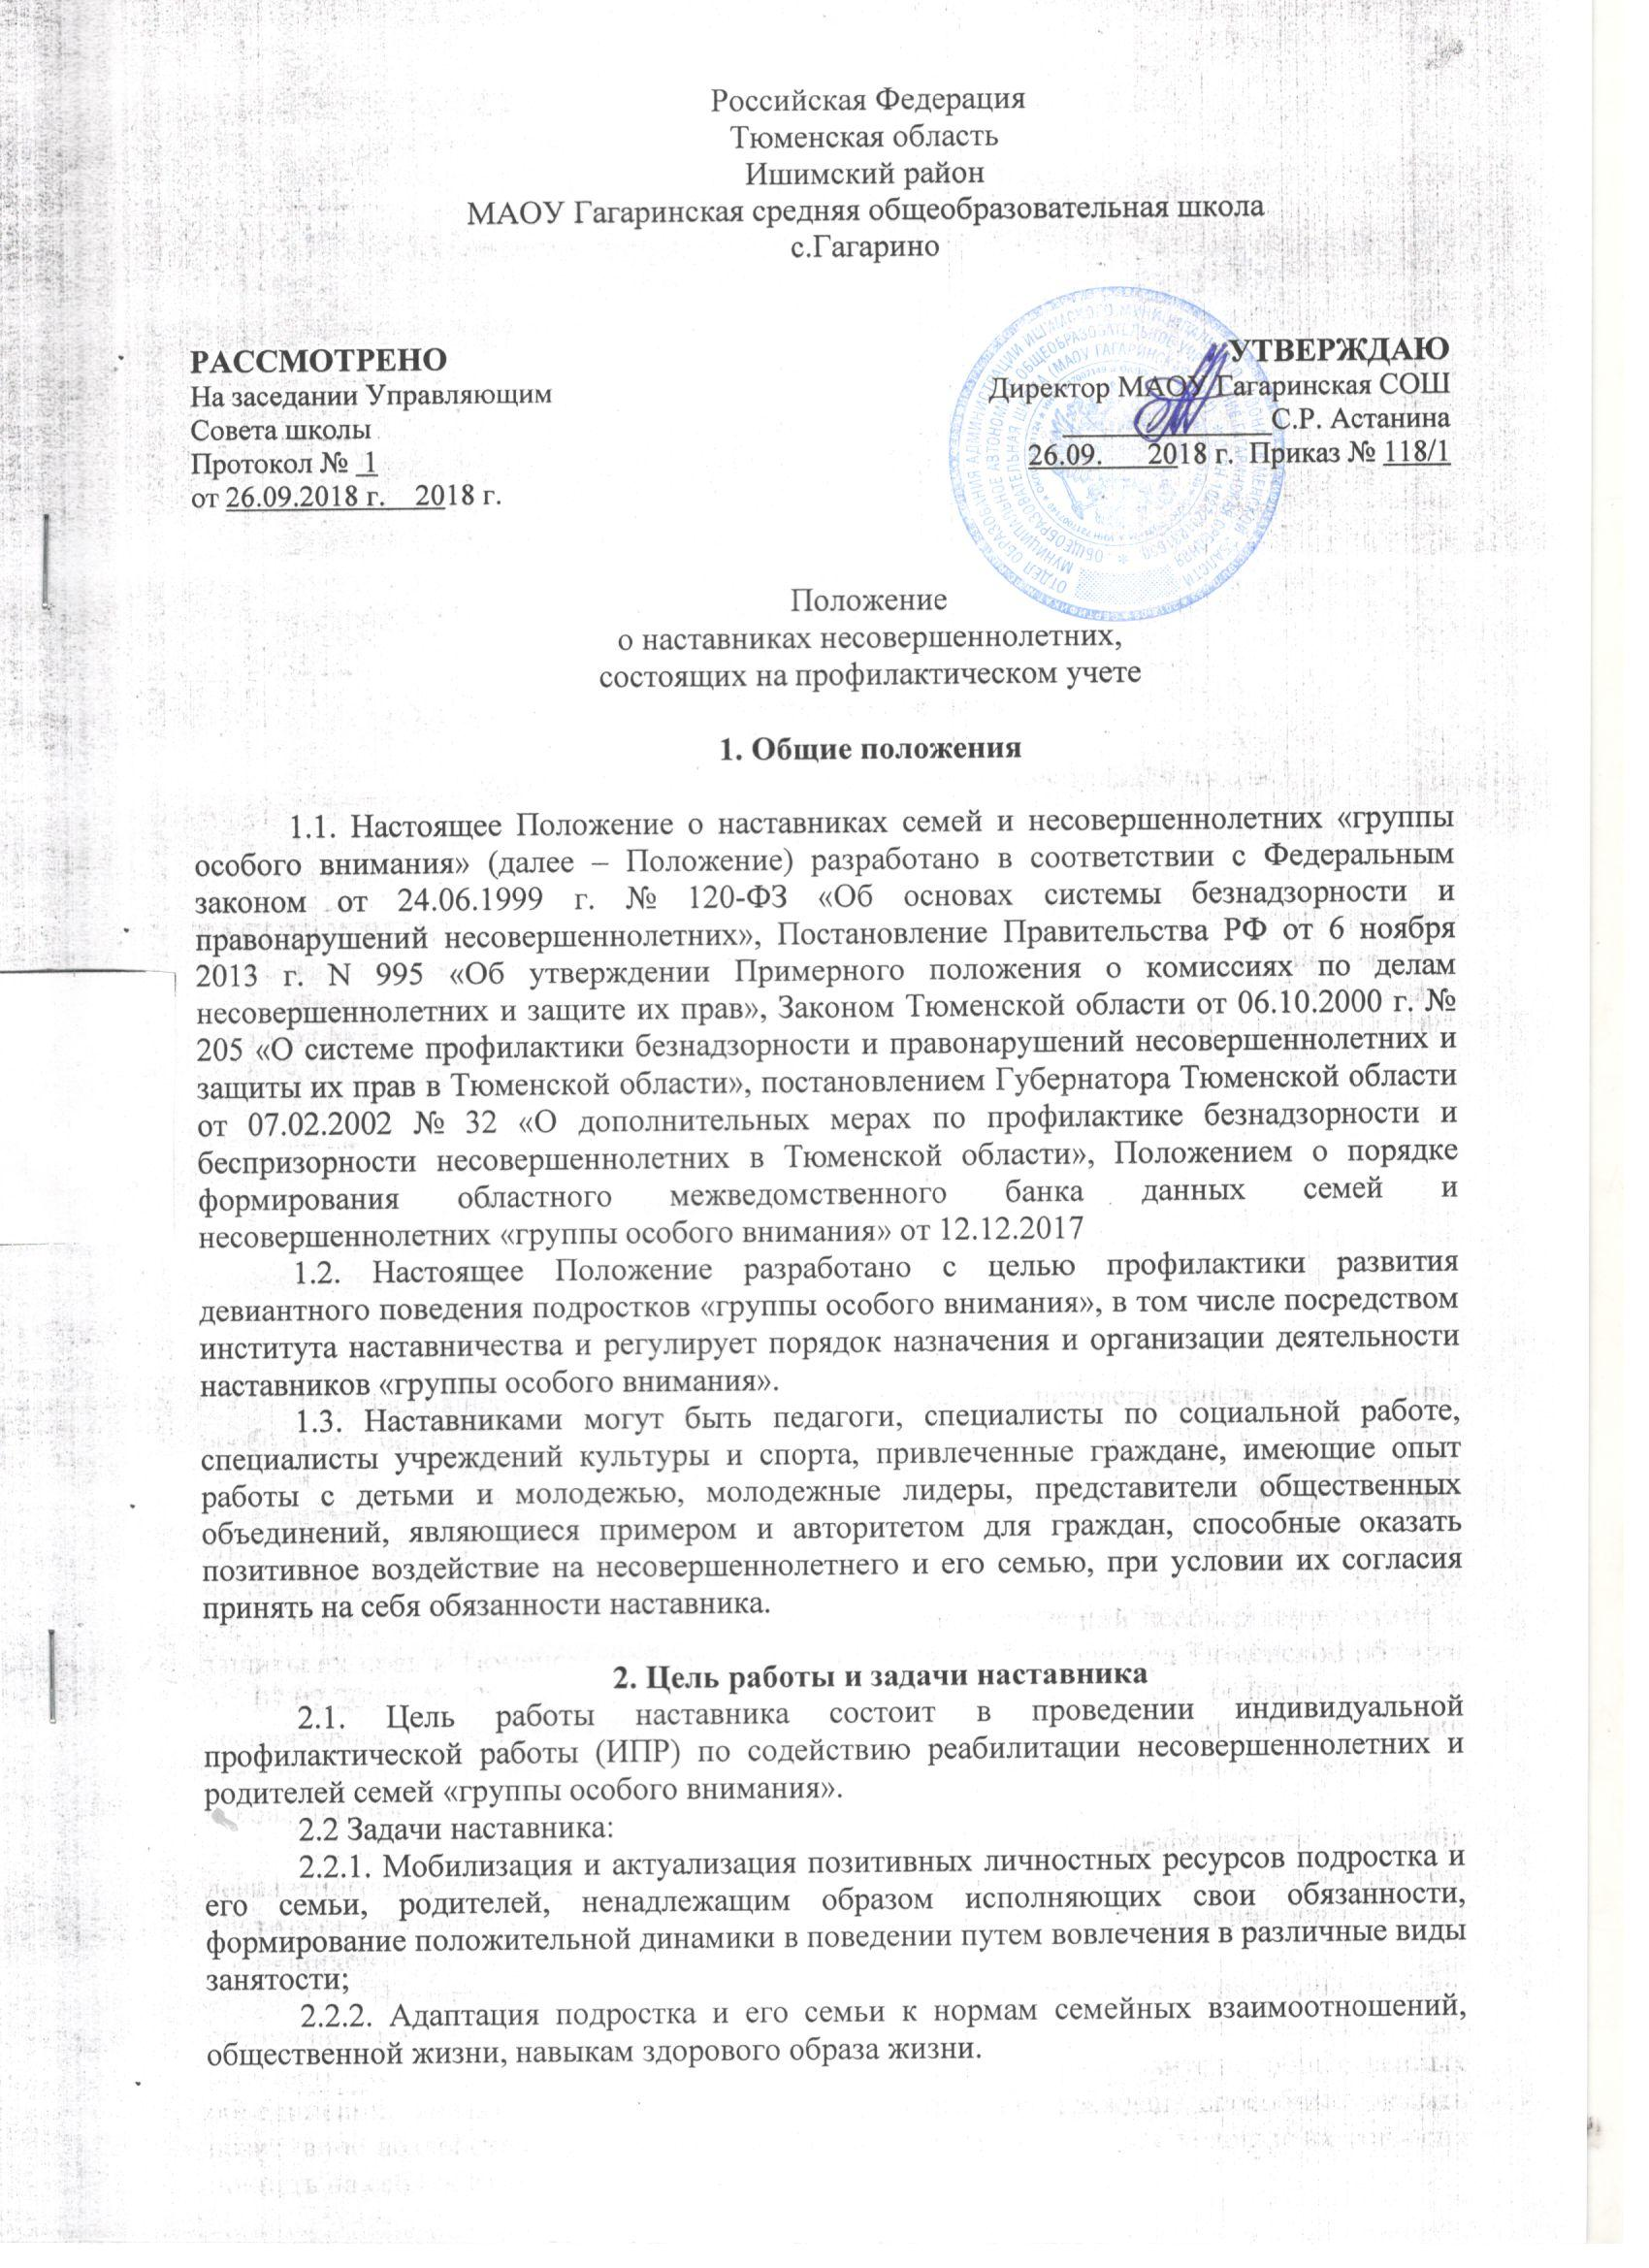 Российская Федерация
Тюменская область
Ишимский район
МАОУ Гагаринская средняя общеобразовательная школа
с.Гагарино
РАССМОТРЕНО
На заседании Управляющим
Совета школы
Протокол № 1
от 26.09.2018 г. 2018 г.
УТВЕРЖДАЮ
Директор МАОУ Гагаринская СОШ
С.Р. Астанина
26.09. 2018 г. Приказ № 118/1
Положение
о наставниках несовершеннолетних,
состоящих на профилактическом учете
1. Общие положения
1.1. Настоящее Положение о наставниках семей и несовершеннолетних «группы
особого внимания» (далее – Положение) разработано в соответствии с Федеральным
законом от 24.06.1999 г. № 120-ФЗ «Об основах системы безнадзорности и
правонарушений несовершеннолетних», Постановление Правительства РФ от 6 ноября
2013 г. N 995 «Об утверждении Примерного положения о комиссиях по делам
несовершеннолетних и защите их прав», Законом Тюменской области от 06.10.2000 г. №
205 «О системе профилактики безнадзорности и правонарушений несовершеннолетних и
защиты их прав в Тюменской области», постановлением Губернатора Тюменской области
от 07.02.2002 № 32 «О дополнительных мерах по профилактике безнадзорности и
беспризорности несовершеннолетних в Тюменской области», Положением о порядке
формирования областного межведомственного банка данных семей и
несовершеннолетних «группы особого внимания» от 12.12.2017
1.2. Настоящее Положение разработано с целью профилактики развития
девиантного поведения подростков «группы особого внимания», в том числе посредством
института наставничества и регулирует порядок назначения и организации деятельности
наставников «группы особого внимания».
1.3. Наставниками могут быть педагоги, специалисты по социальной работе,
специалисты учреждений культуры и спорта, привлеченные граждане, имеющие опыт
работы с детьми и молодежью, молодежные лидеры, представители общественных
объединений, являющиеся примером и авторитетом для граждан, способные оказать
позитивное воздействие на несовершеннолетнего и его семью, при условии их согласия
принять на себя обязанности наставника.
2. Цель работы и задачи наставника
2.1. Цель работы наставника состоит в проведении индивидуальной
профилактической работы (ИПР) по содействию реабилитации несовершеннолетних и
родителей семей «группы особого внимания».
2.2 Задачи наставника:
2.2.1. Мобилизация и актуализация позитивных личностных ресурсов подростка и
его семьи, родителей, ненадлежащим образом исполняющих свои обязанности,
формирование положительной динамики в поведении путем вовлечения в различные виды
занятости;
2.2.2. Адаптация подростка и его семьи к нормам семейных взаимоотношений,
общественной жизни, навыкам здорового образа жизни.